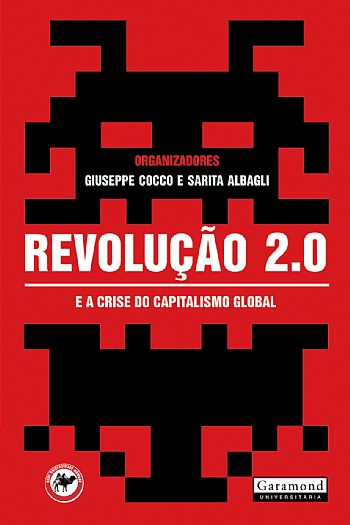 ORGANIZADORES
GIUSEPPE COCCO E SARITA ALBAGLI
REVOLUÇÃO 2.0
E A CRISE DO CAPITALISMO GLOBAL
Garamond
UNIVERSITÁRIA